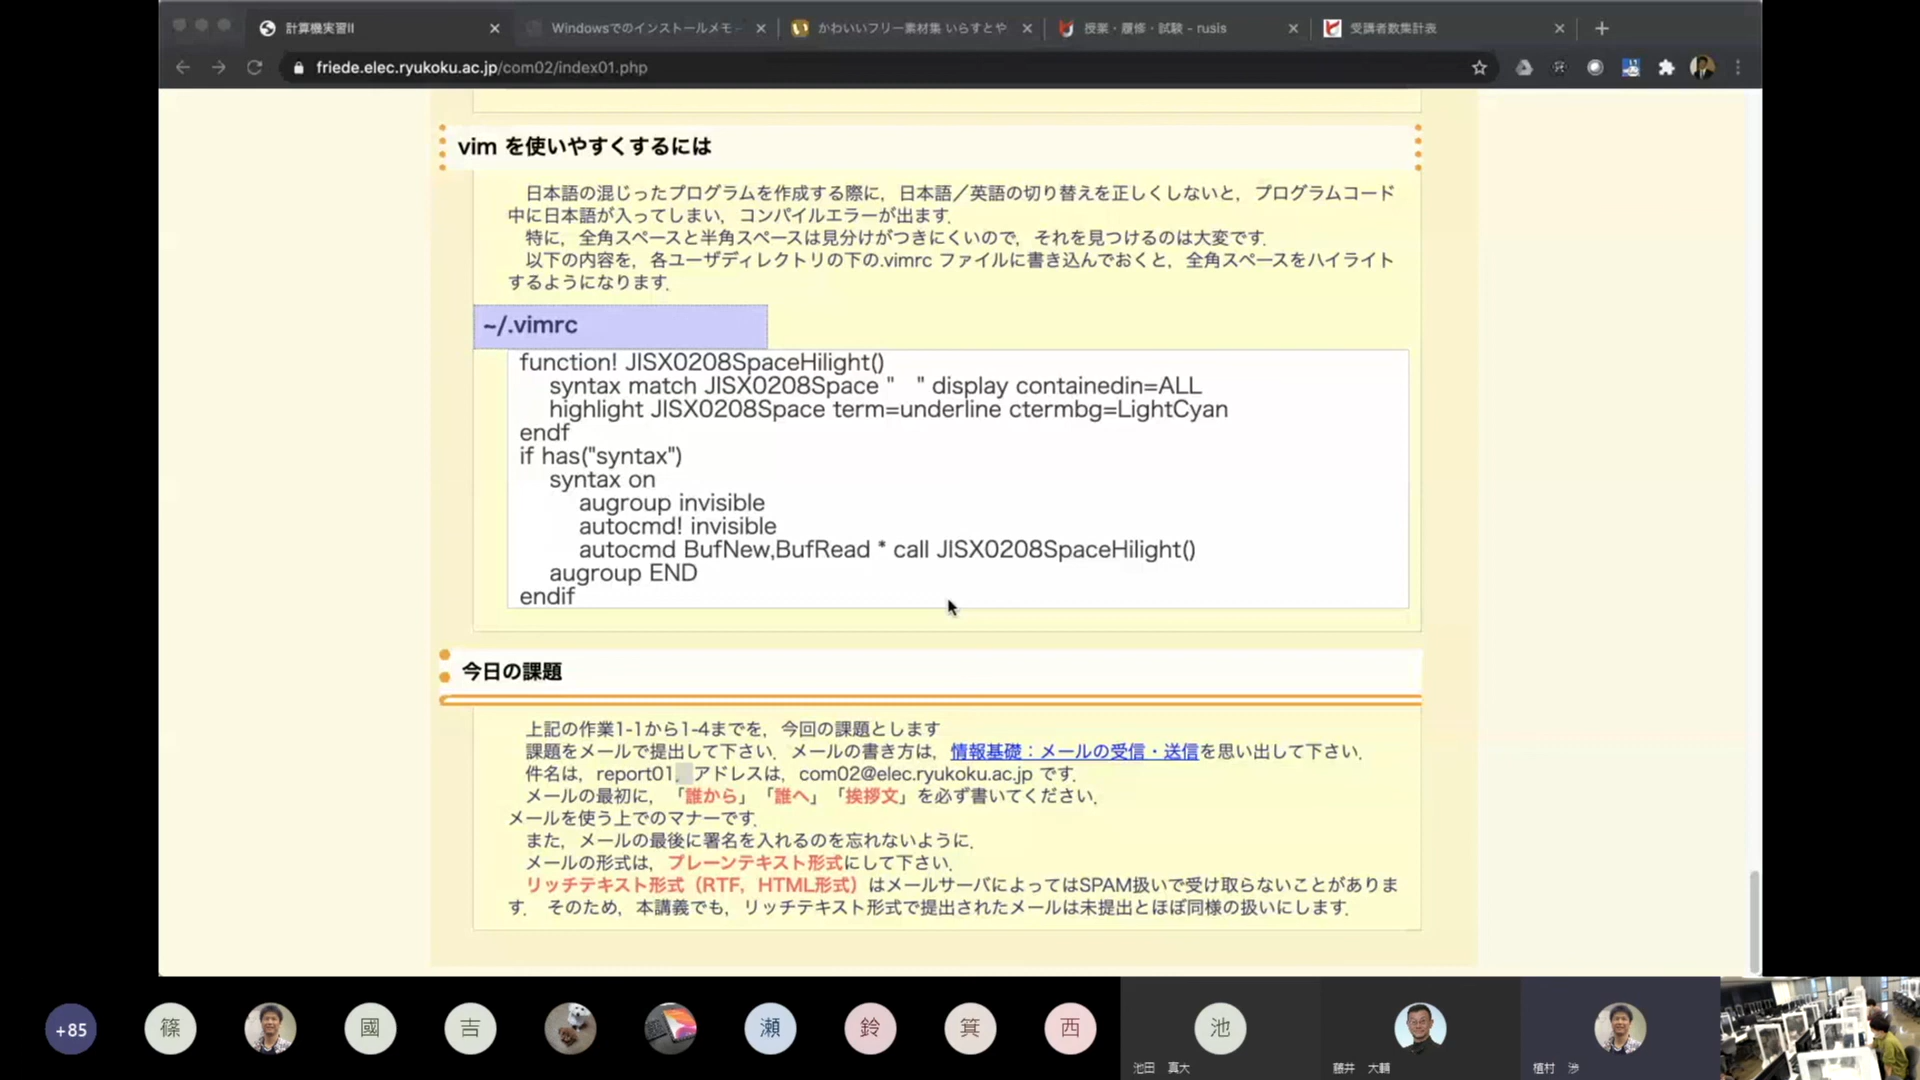 計算機実習II
Windowsでのインストールメモ -
かわいいフリー素材集 いらすとや
授業・履修・試験 - rusis
受講者数集計表
friede.elec.ryukoku.ac.jp/com02/index01.php
vim を使いやすくするには
日本語の混じったプログラムを作成する際に，日本語／英語の切り替えを正しくしないと，プログラムコード
中に日本語が入ってしまい，コンパイルエラーが出ます．
特に，全角スペースと半角スペースは見分けがつきにくいので，それを見つけるのは大変です．
以下の内容を，各ユーザディレクトリの下の.vimrc ファイルに書き込んでおくと，全角スペースをハイライト
するようになります．
~/.vimrc
function! JISX0208SpaceHilight()
syntax match JISX0208Space "　" display containedin=ALL
highlight JISX0208Space term=underline ctermbg=LightCyan
endf
if has("syntax")
syntax on
augroup invisible
autocmd! invisible
autocmd BufNew,BufRead * call JISX0208SpaceHilight()
augroup END
endif
今日の課題
上記の作業1-1から1-4までを，今回の課題とします
課題をメールで提出して下さい．メールの書き方は，情報基礎：メールの受信・送信を思い出して下さい．
件名は，report01，アドレスは，com02@elec.ryukoku.ac.jp です．
メールの最初に，「誰から」「誰へ」「挨拶文」を必ず書いてください．
メールを使う上でのマナーです．
また，メールの最後に署名を入れるのを忘れないように．
メールの形式は，プレーンテキスト形式にして下さい．
リッチテキスト形式（RTF，HTML形式）はメールサーバによってはSPAM扱いで受け取らないことがありま
す． そのため，本講義でも，リッチテキスト形式で提出されたメールは未提出とほぼ同様の扱いにします．
+85 篠 國 吉 瀬 鈴 箕 西 池
池田 真大 藤井 大輔 植村 渉